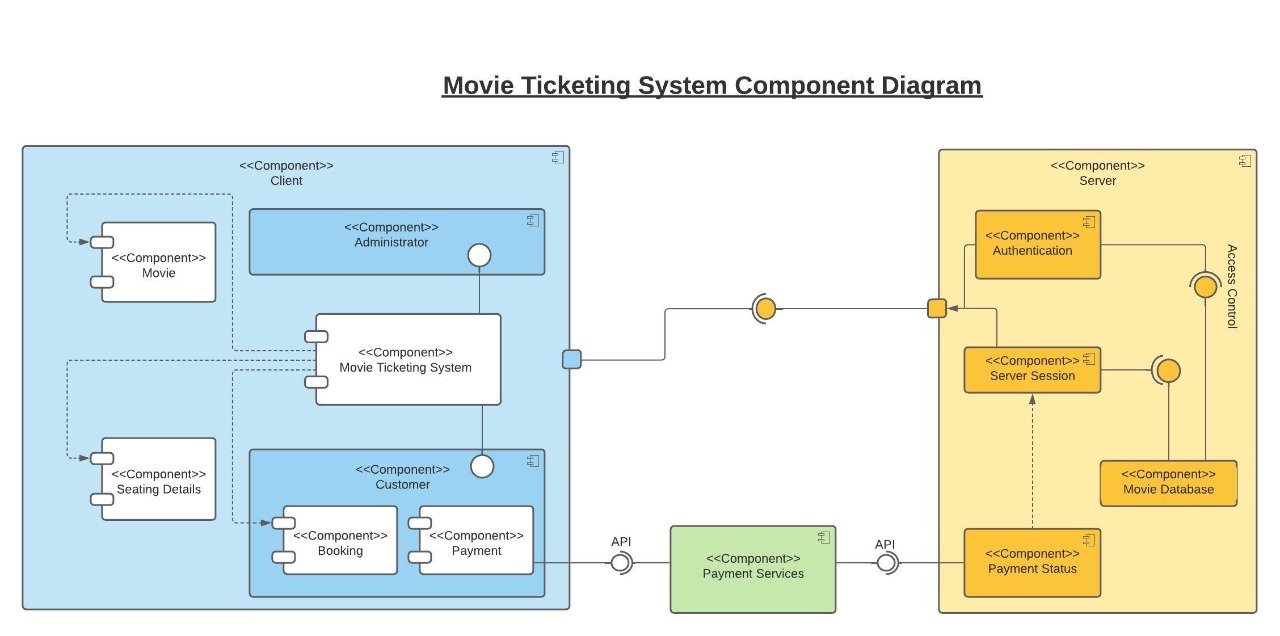 Movie Ticketing System Component Diagram
<<Component>>
Client
<<Component>>
Administrator
<<Component>>
Movie
<<Component>>
Movie Ticketing System
<<Component>>
Seating Details
<<Component>>
Customer
<<Component>>
Booking
<<Component>>
Payment
API
<<Component>>
Payment Services
API
<<Component>>
Server
<<Component>>
Authentication
Access Control
<<Component>>
Server Session
<<Component>>
Movie Database
<<Component>>
Payment Status